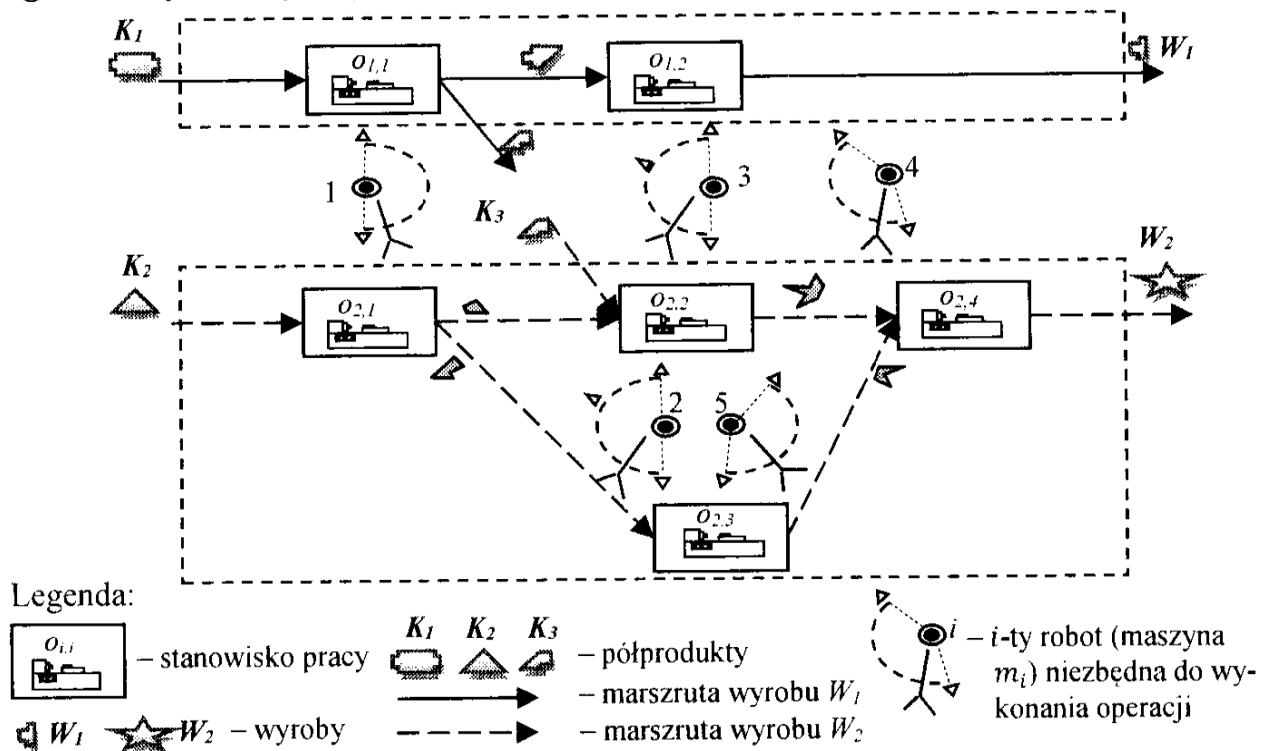 K1
O1,1
O1,2
W1
1
3
4
K3
K2
W2
O2,1
O2,2
O2,4
2
5
O2,3
Legenda:
Oi,i – stanowisko pracy
K1 K2 K3
– półprodukty
– marszruta wyrobu W1
W1 W2 – wyroby
– marszruta wyrobu W2
i – i-ty robot (maszyna
mi) niezbędna do wy-
konania operacji